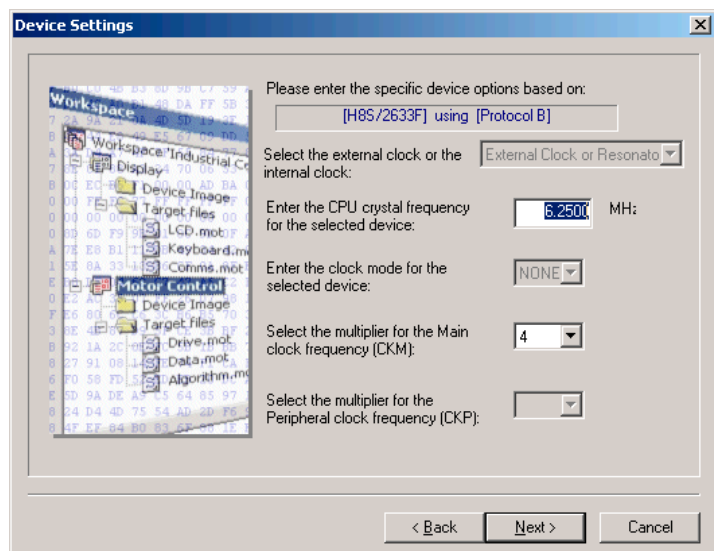 Device Settings
Please enter the specific device options based on:
[H8S/2633F] using [Protocol B]
Select the external clock or the
internal clock:
External Clock or Resonato
Enter the CPU crystal frequency
for the selected device:
6.2500
MHz
Enter the clock mode for the
selected device:
NONE
Select the multiplier for the Main
clock frequency (CKM):
4
Select the multiplier for the
Peripheral clock frequency (CKP):
Workspace
Workspace 'Industrial Ce
Display
Device Image
Target files
LCD.mot
Keyboard.m
Comms.mot
Motor Control
Device Image
Target files
Drive.mot
Data.mot
Algorithm.mo
< Back
Next >
Cancel